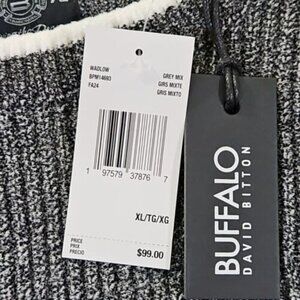 WADLOW
BPM14693
FA24
GREY MIX
GRIS MIXTE
GRIS MIXTO
1 97579 37876 7
XL/TG/XG
PRICE
PRIX
PRECIO
$99.00
BUFFALO
DAVID BITTON